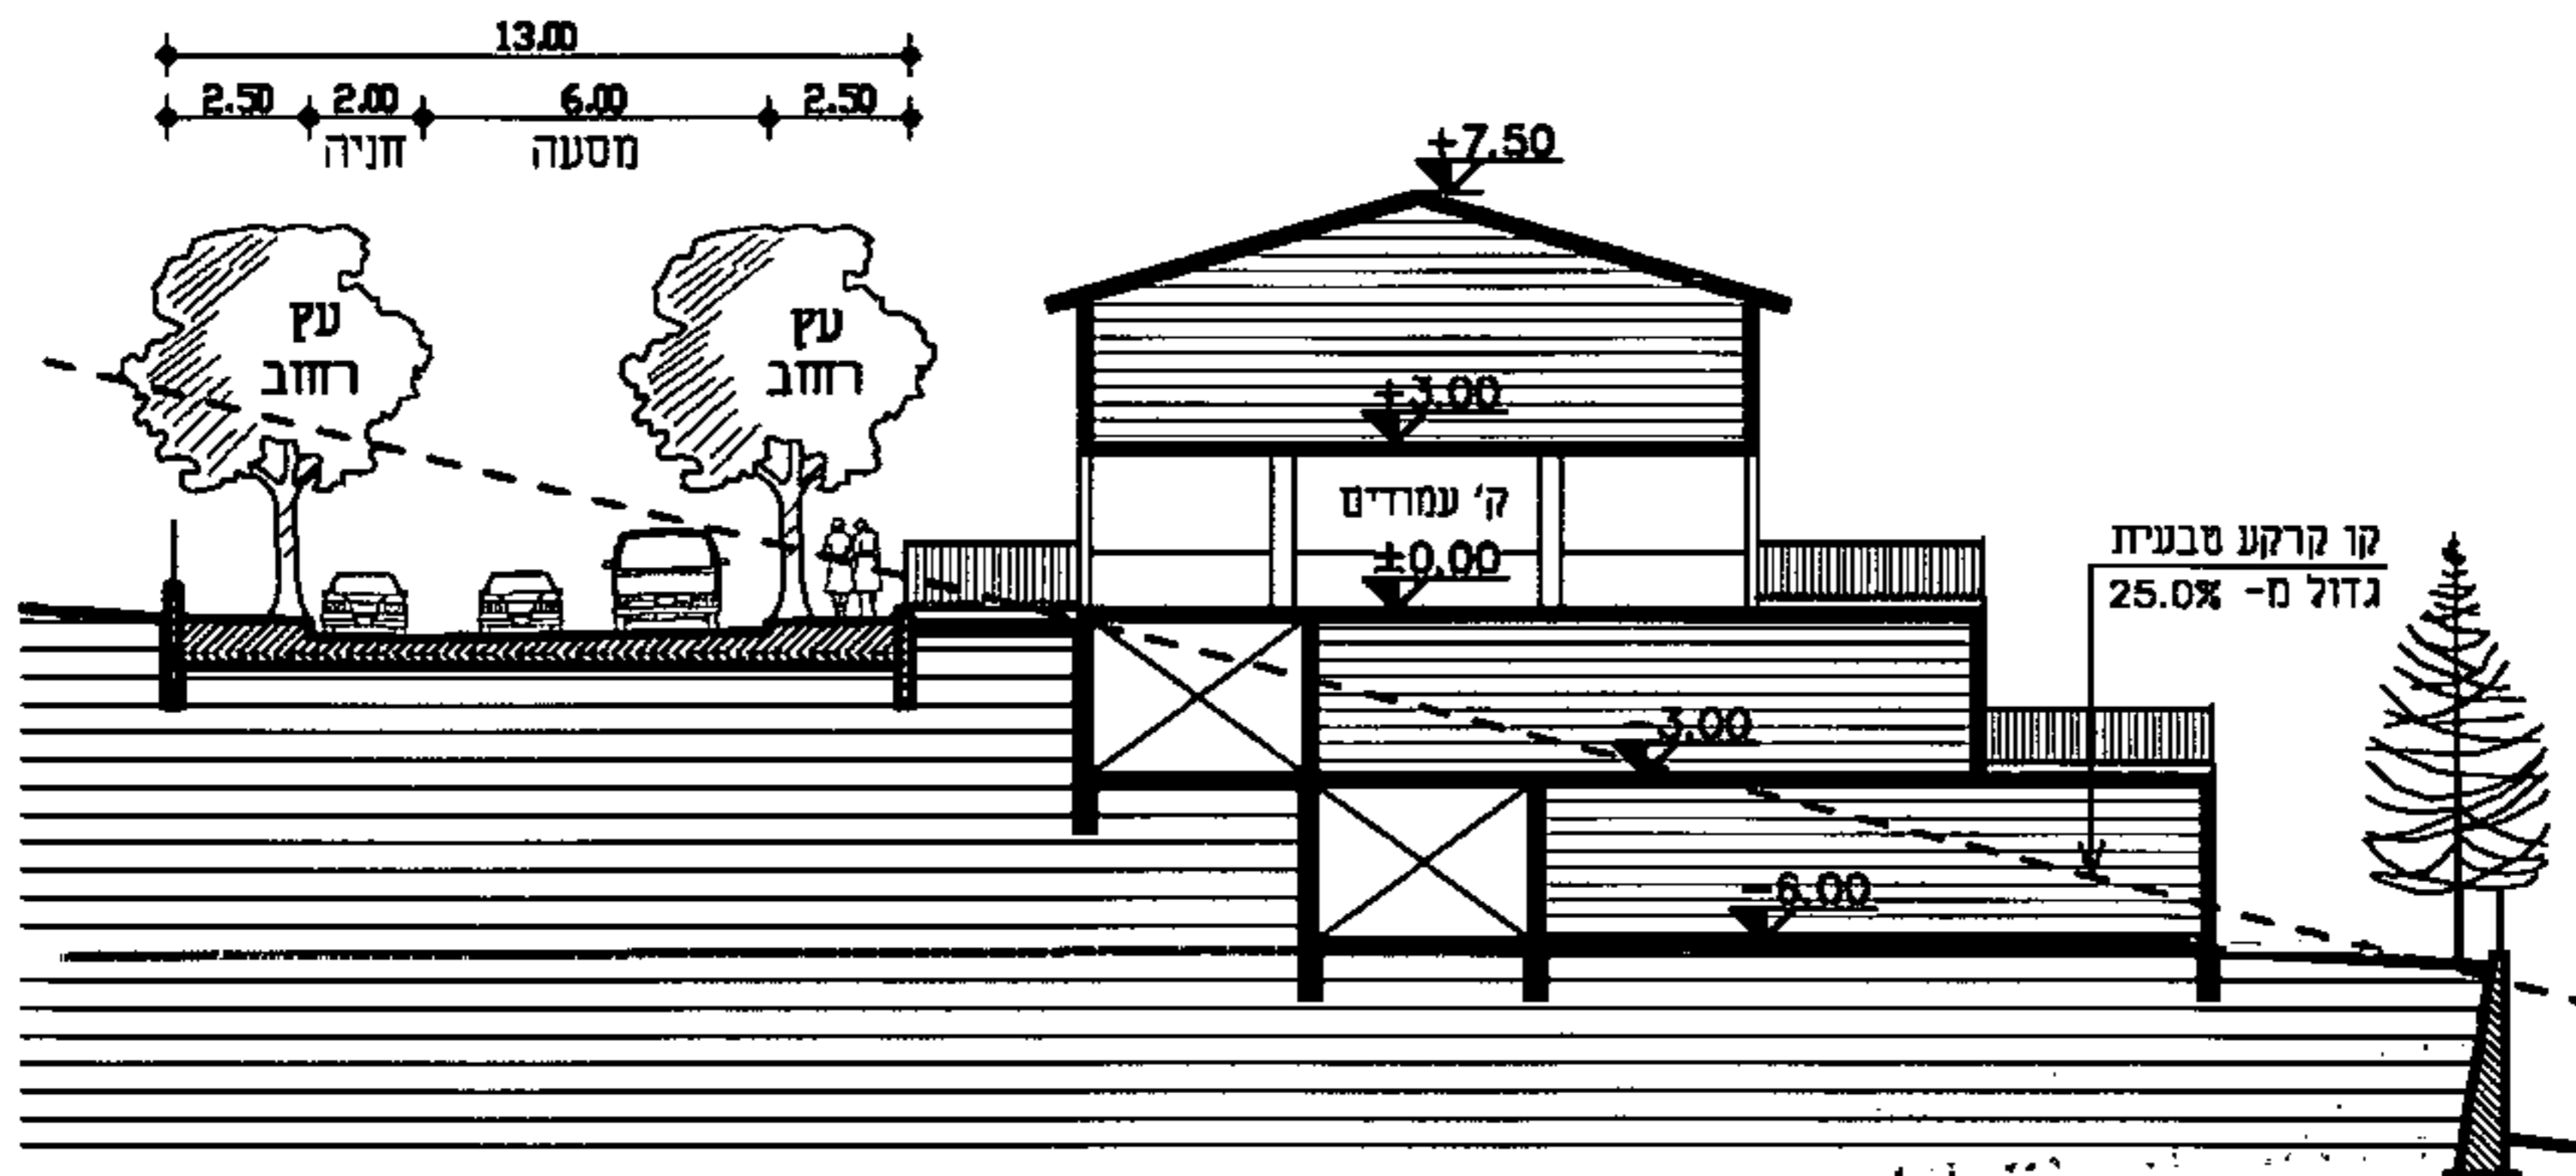 13.00
2.50 2.00 6.00 2.50
חניה מסעה
+7.50
עץ
רחוב
עץ
רחוב
+3.00
ק' עמודים
±0.00
קו קרקע טבעית
גדול מ- 25.0%
-3.00
-6.00